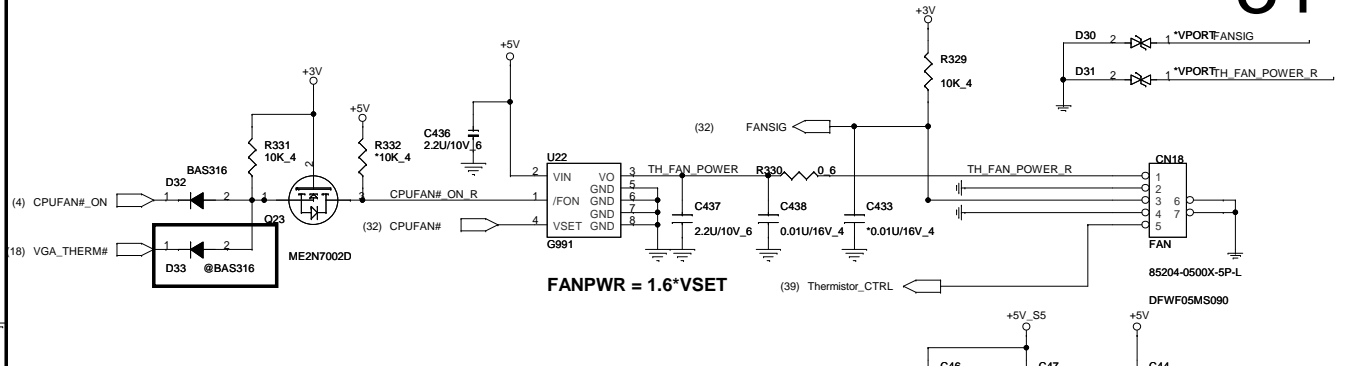 +3V
D30 2 1 *VPORT FANSIG
D31 2 1 *VPORT TH_FAN_POWER_R
+5V
R329
10K_4
+3V
+5V
R331
10K_4
R332
*10K_4
C436
2.2U/10V_6
(32) FANSIG
2
BAS316
D32
1 2 1 3
(4) CPUFAN#_ON
CPUFAN#_ON_R
Q23
ME2N7002D
(18) VGA_THERM#
1 2
D33 @BAS316
(32) CPUFAN#
U22
2 VIN VO 3
GND 5
1 /FON GND 6
GND 7
4 VSET GND 8
G991
TH_FAN_POWER
R330 0_6
TH_FAN_POWER_R
C437
2.2U/10V_6
C438
0.01U/16V_4
C433
*0.01U/16V_4
CN18
1
2
3 6
4 7
5
FAN
85204-0500X-5P-L
DFWF05MS090
FANPWR = 1.6*VSET
(39) Thermistor_CTRL
+5V_S5
+5V
C46
C47
C44